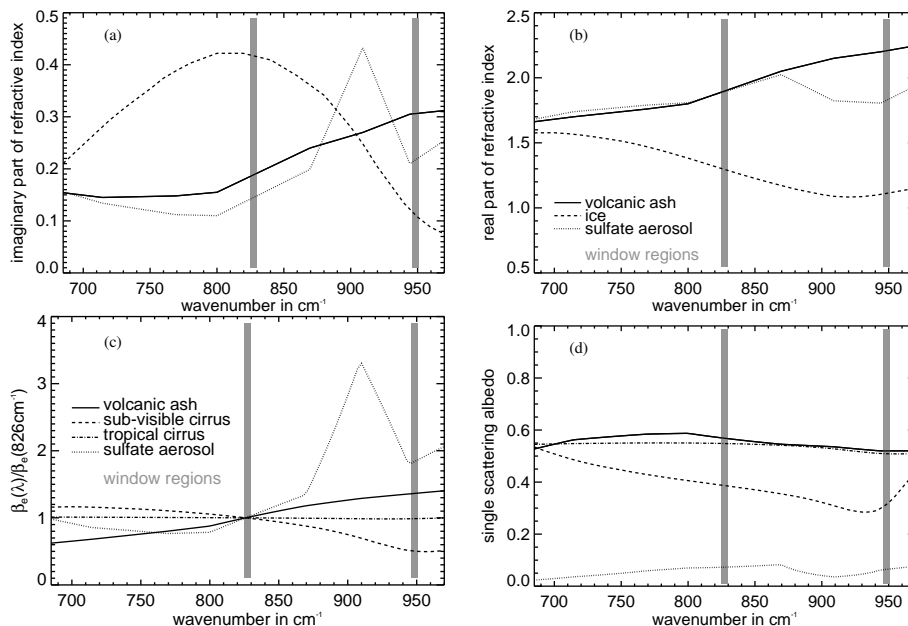 (a)
imaginary part of refractive index
0.5
0.4
0.3
0.2
0.1
0.0
700 750 800 850 900 950
wavenumber in cm⁻¹
(b)
real part of refractive index
2.5
2.0
1.5
1.0
0.5
volcanic ash
ice
sulfate aerosol
window regions
700 750 800 850 900 950
wavenumber in cm⁻¹
(c)
βe(λ)/βe(826cm⁻¹)
4
3
2
1
0
volcanic ash
sub-visible cirrus
tropical cirrus
sulfate aerosol
window regions
700 750 800 850 900 950
wavenumber in cm⁻¹
(d)
single scattering albedo
1.0
0.8
0.6
0.4
0.2
0.0
700 750 800 850 900 950
wavenumber in cm⁻¹